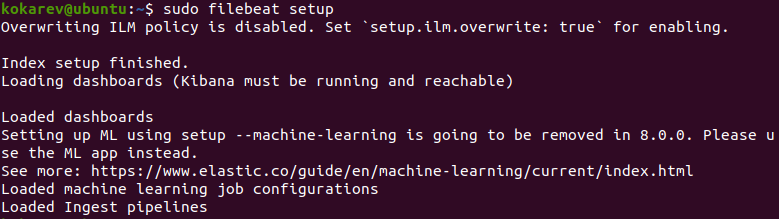 kokarev@ubuntu:~$ sudo filebeat setup
Overwriting ILM policy is disabled. Set `setup.ilm.overwrite: true` for enabling.
Index setup finished.
Loading dashboards (Kibana must be running and reachable)
Loaded dashboards
Setting up ML using setup --machine-learning is going to be removed in 8.0.0. Please u
se the ML app instead.
See more: https://www.elastic.co/guide/en/machine-learning/current/index.html
Loaded machine learning job configurations
Loaded Ingest pipelines